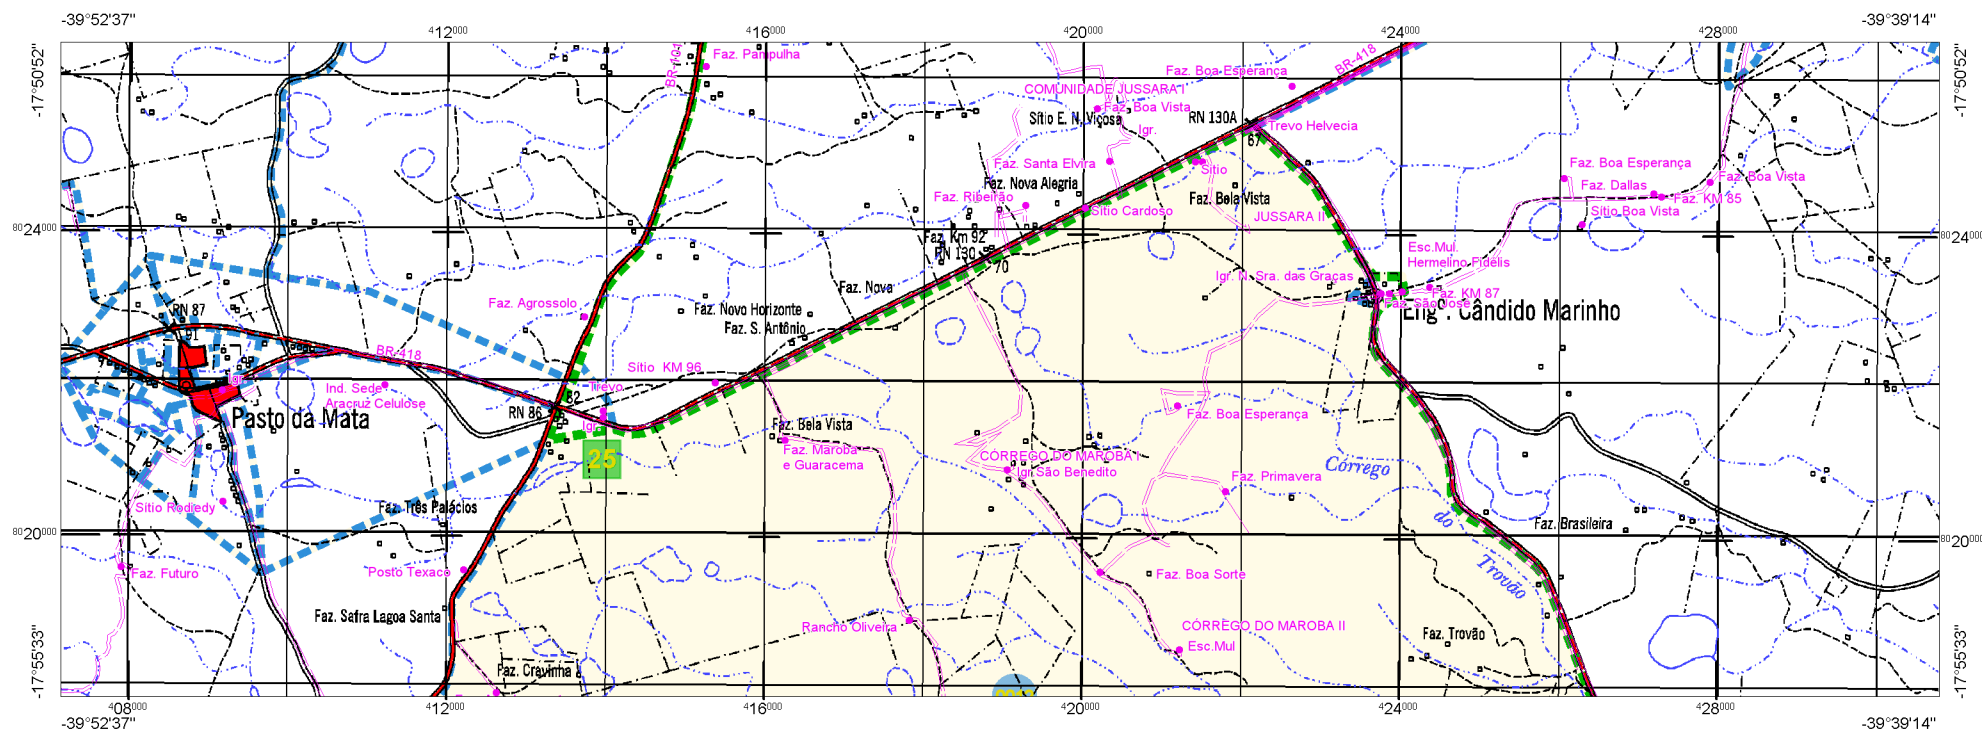 -39°52'37"
-39°39'14"
412000
416000
420000
424000
428000
-17°50'52"
-17°50'52"
BR-101
Faz. Pampulha
BR-418
Faz. Boa Esperança
COMUNIDADE JUSSARA I
Faz. Boa Vista
Sítio E. N. Viçosa
RN 130A
Trevo Helvecia
Igr.
67
Faz. Santa Elvira
Sítio
Faz. Boa Esperança
Faz. Nova Alegria
Faz. Dallas
Faz. Boa Vista
Faz. Ribeirão
Faz. Bela Vista
Faz. KM 85
Sítio Cardoso
JUSSARA II
Sítio Boa Vista
8024000
8024000
Faz. Km 92
RN 130
70
Esc.Mul.
Hermelino Fidélis
Igr. N. Sra. das Graças
Faz. Nova
Faz. KM 87
Faz. São José
Engº. Cândido Marinho
Faz. Agrossolo
RN 87
91
Faz. Novo Horizonte
Faz. S. Antônio
BR-418
Sítio KM 96
Igr.
Ind. Sede
Aracruz Celulose
Trevo
82
RN 86
Igr.
Pasto da Mata
Faz. Boa Esperança
Faz. Bela Vista
Faz. Maroba
e Guaracema
25
CÓRREGO DO MAROBA I
Igr.São Benedito
Córrego
do
Trovão
Faz. Primavera
Sítio Rodiedy
Faz. Três Palácios
Faz. Brasileira
8020000
8020000
Faz. Futuro
Posto Texaco
Faz. Boa Sorte
Faz. Safra Lagoa Santa
Rancho Oliveira
CÓRREGO DO MAROBA II
Esc.Mul
Faz. Trovão
Faz. Cravinha
-17°55'33"
-17°55'33"
408000
412000
416000
420000
424000
428000
-39°52'37"
-39°39'14"